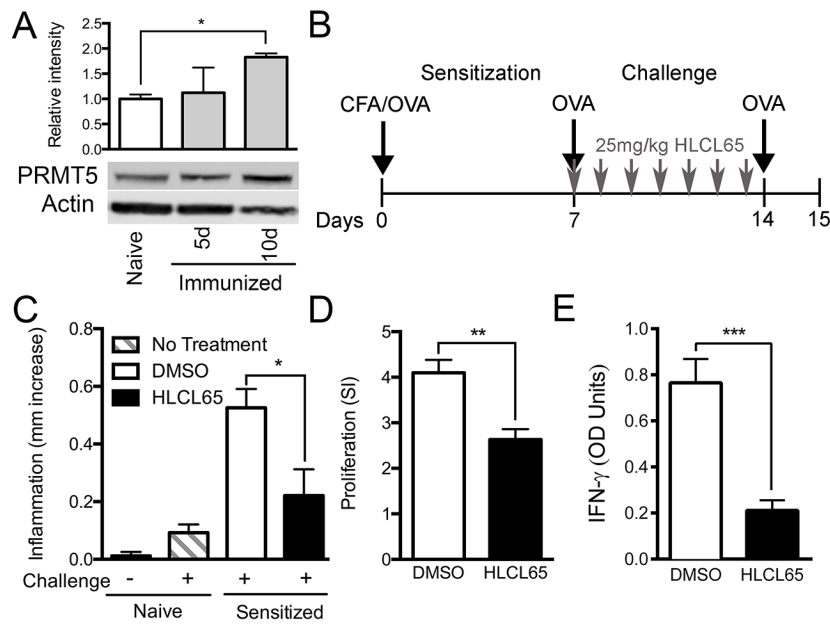 A
Relative intensity
2.5
2.0
1.5
1.0
0.5
0.0
*
PRMT5
Actin
Naive
5d
10d
Immunized
B
Sensitization
Challenge
CFA/OVA
OVA
OVA
25mg/kg HLCL65
Days
0
7
14
15
C
Inflammation (mm increase)
0.8
0.6
0.4
0.2
0.0
No Treatment
DMSO
HLCL65
*
Challenge
-
+
+
+
Naive
Sensitized
D
Proliferation (SI)
5
4
3
2
1
0
**
DMSO
HLCL65
E
IFN-γ (OD Units)
1.0
0.8
0.6
0.4
0.2
0.0
***
DMSO
HLCL65